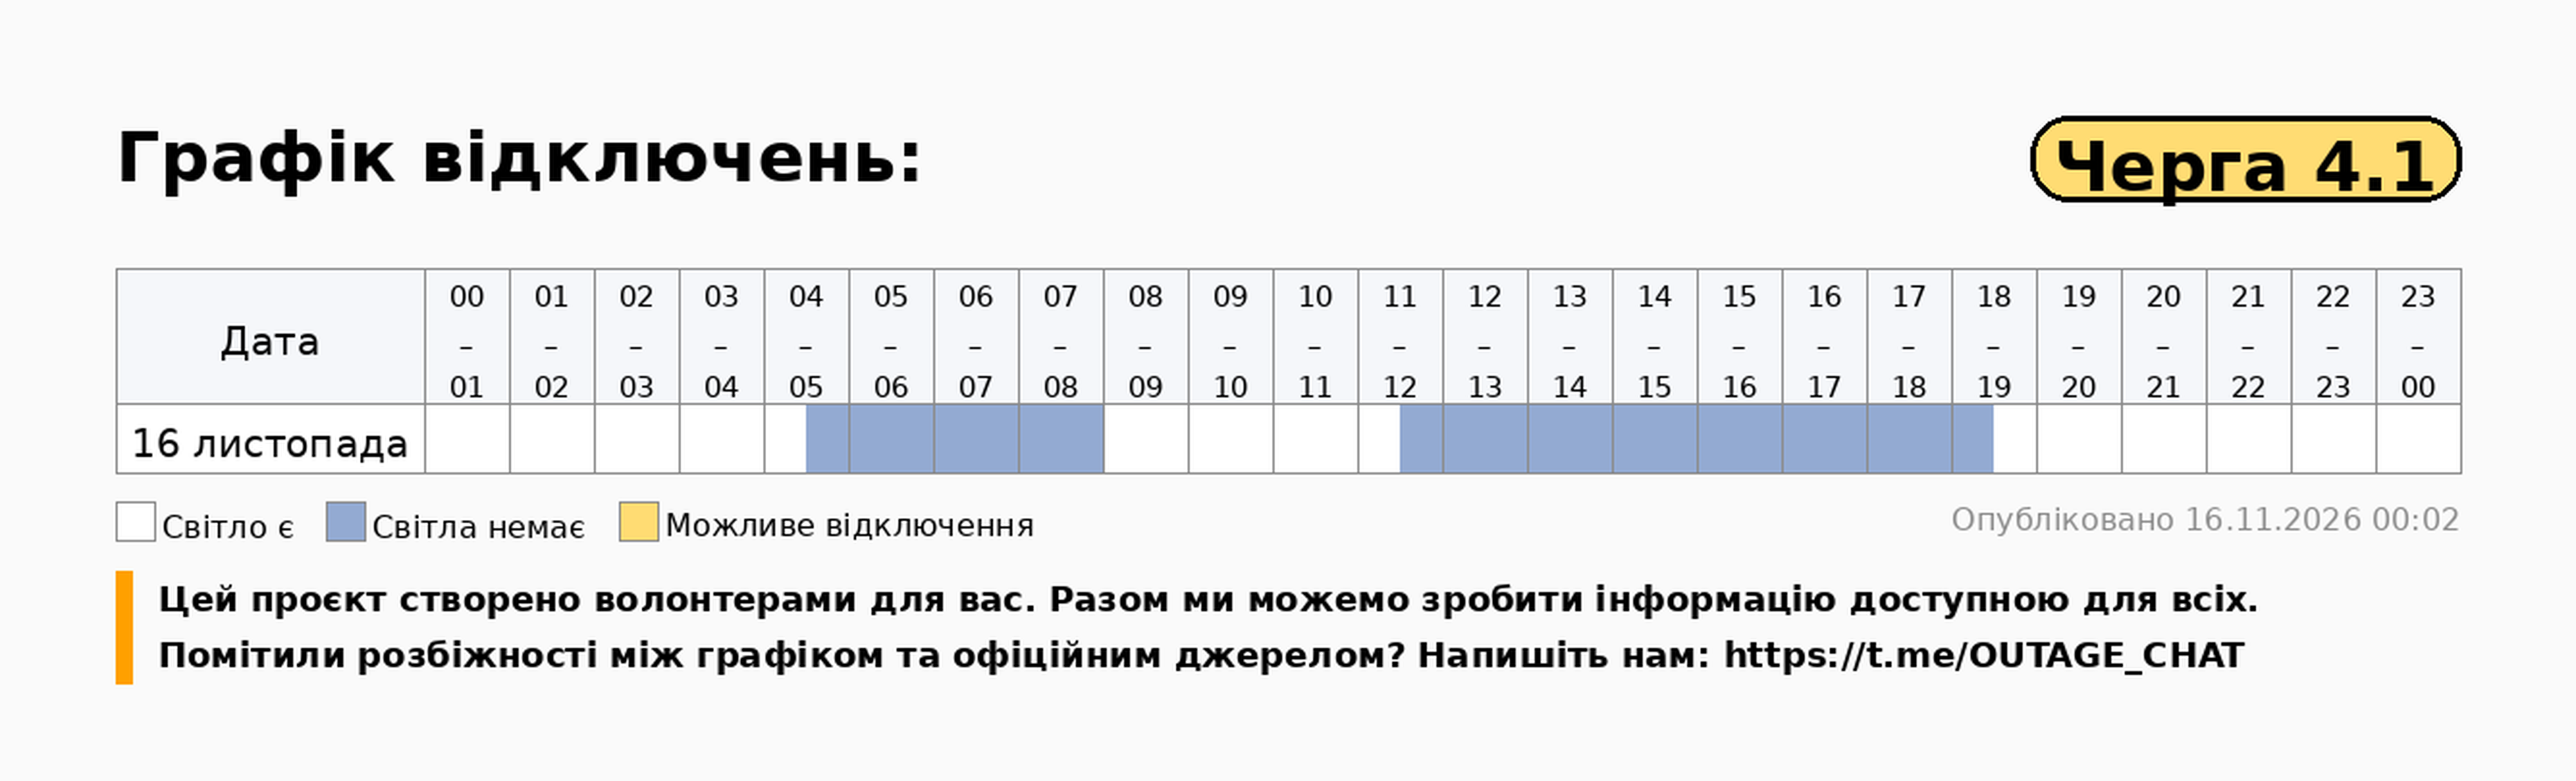 Графік відключень:
Черга 4.1
Дата
00 – 01
01 – 02
02 – 03
03 – 04
04 – 05
05 – 06
06 – 07
07 – 08
08 – 09
09 – 10
10 – 11
11 – 12
12 – 13
13 – 14
14 – 15
15 – 16
16 – 17
17 – 18
18 – 19
19 – 20
20 – 21
21 – 22
22 – 23
23 – 00
16 листопада
Світло є
Світла немає
Можливе відключення
Опубліковано 16.11.2026 00:02
Цей проєкт створено волонтерами для вас. Разом ми можемо зробити інформацію доступною для всіх.
Помітили розбіжності між графіком та офіційним джерелом? Напишіть нам: https://t.me/OUTAGE_CHAT